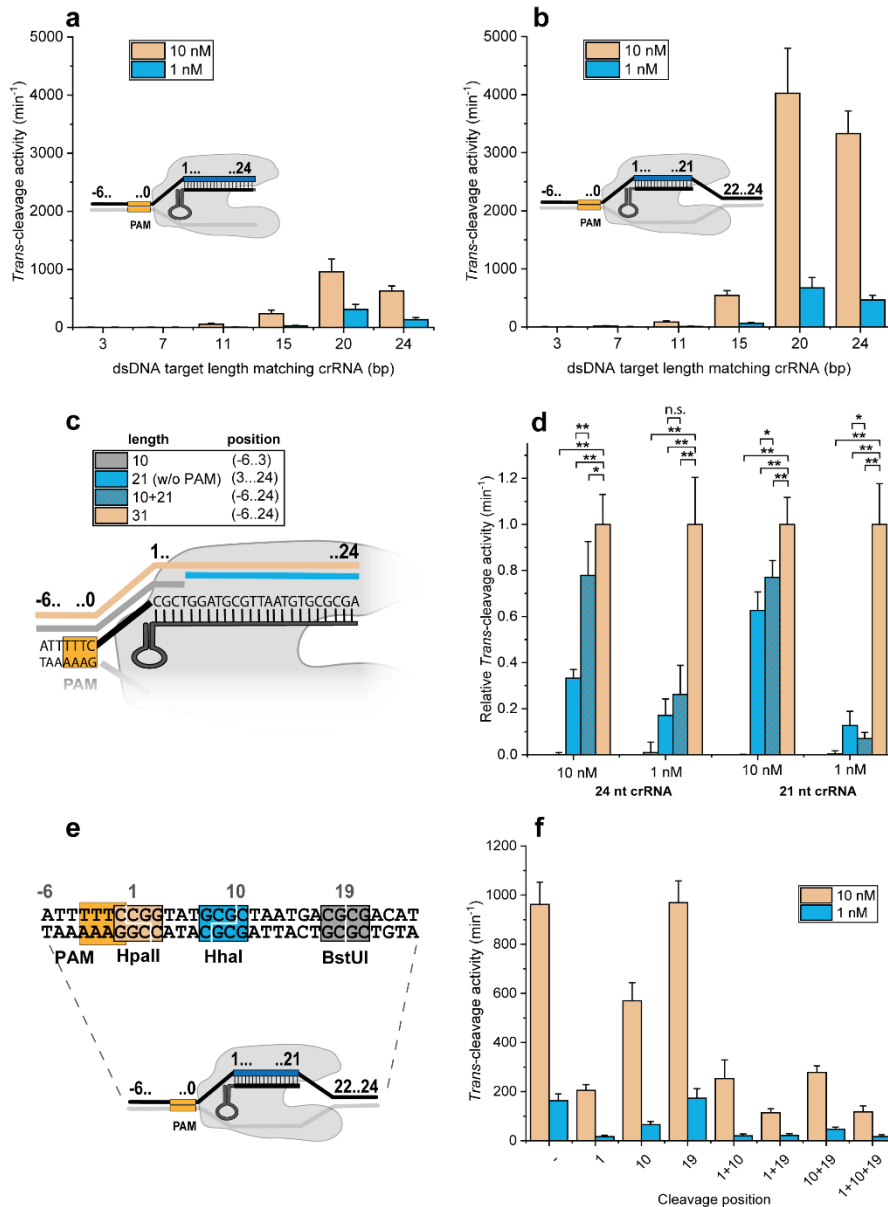 a
10 nM
1 nM
Trans-cleavage activity (min⁻¹)
5000
4000
3000
2000
1000
0
1... ..24
-6.. ..0
PAM
3 7 11 15 20 24
dsDNA target length matching crRNA (bp)
b
10 nM
1 nM
Trans-cleavage activity (min⁻¹)
5000
4000
3000
2000
1000
0
1... ..21
-6.. ..0
22..24
PAM
3 7 11 15 20 24
dsDNA target length matching crRNA (bp)
c
length position
10 (-6..3)
21 (w/o PAM) (3..24)
10+21 (-6..24)
31 (-6..24)
1.. ..24
-6.. ..0
CGCTGGATGCGTTAATGTGCGCGA
ATTTTTC
TAAAAAG
PAM
d
n.s.
** ** * *
** ** ** **
** ** ** **
* ** ** **
Relative Trans-cleavage activity (min⁻¹)
1.2
1.0
0.8
0.6
0.4
0.2
0.0
10 nM 1 nM 10 nM 1 nM
24 nt crRNA 21 nt crRNA
e
-6 1 10 19
ATTTTTCCGGTATGCGCTAATGACGCGACAT
TAAAAAGGCCATACGCGATTACTGCGCTGTA
PAM HpaII HhaI BstUI
1... ..21
-6.. ..0
22..24
PAM
f
10 nM
1 nM
Trans-cleavage activity (min⁻¹)
1200
1000
800
600
400
200
0
- 1 10 19 1+10 1+19 10+19 1+10+19
Cleavage position